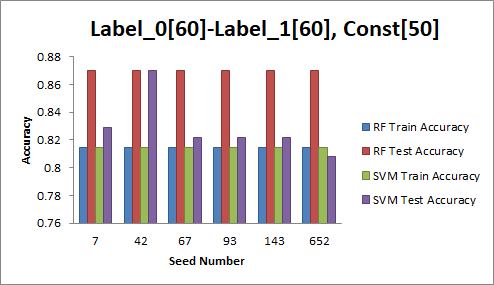 Label_0[60]-Label_1[60], Const[50]
0.88
0.86
0.84
0.82
0.8
0.78
0.76
Accuracy
7 42 67 93 143 652
Seed Number
RF Train Accuracy
RF Test Accuracy
SVM Train Accuracy
SVM Test Accuracy